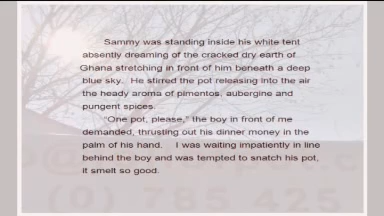 Sammy was standing inside his white tent
absently dreaming of the cracked dry earth of
Ghana stretching in front of him beneath a deep
blue sky.  He stirred the pot releasing into the air
the heady aroma of pimentos, aubergine and
pungent spices.
“One pot, please,” the boy in front of me
demanded, thrusting out his dinner money in the
palm of his hand.    I was waiting impatiently in line
behind the boy and was tempted to snatch his pot,
it smelt so good.